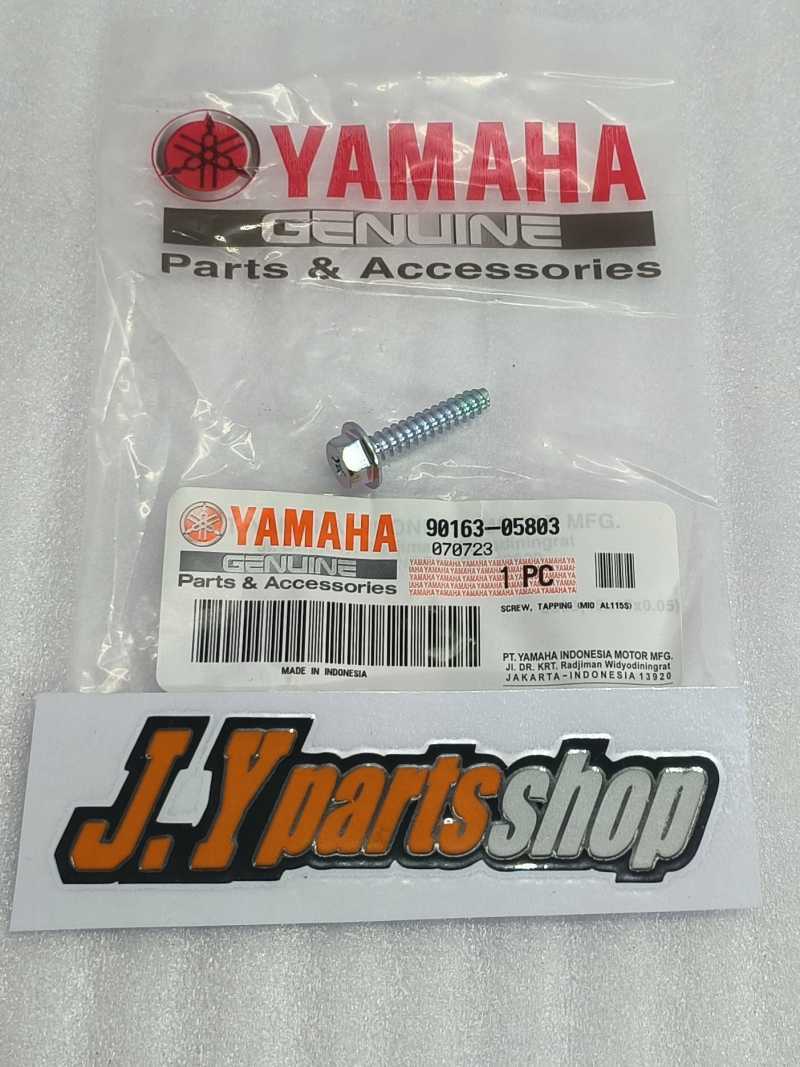 YAMAHA
GENUINE
Parts & Accessories
YAMAHA
GENUINE
Parts & Accessories
90163-05803
070723
1 PC
SCREW, TAPPING (MIO AL115S)
MADE IN INDONESIA
PT. YAMAHA INDONESIA MOTOR MFG.
Jl. DR. KRT. Radjiman Widyodiningrat
JAKARTA-INDONESIA 13920
J.Ypartsshop